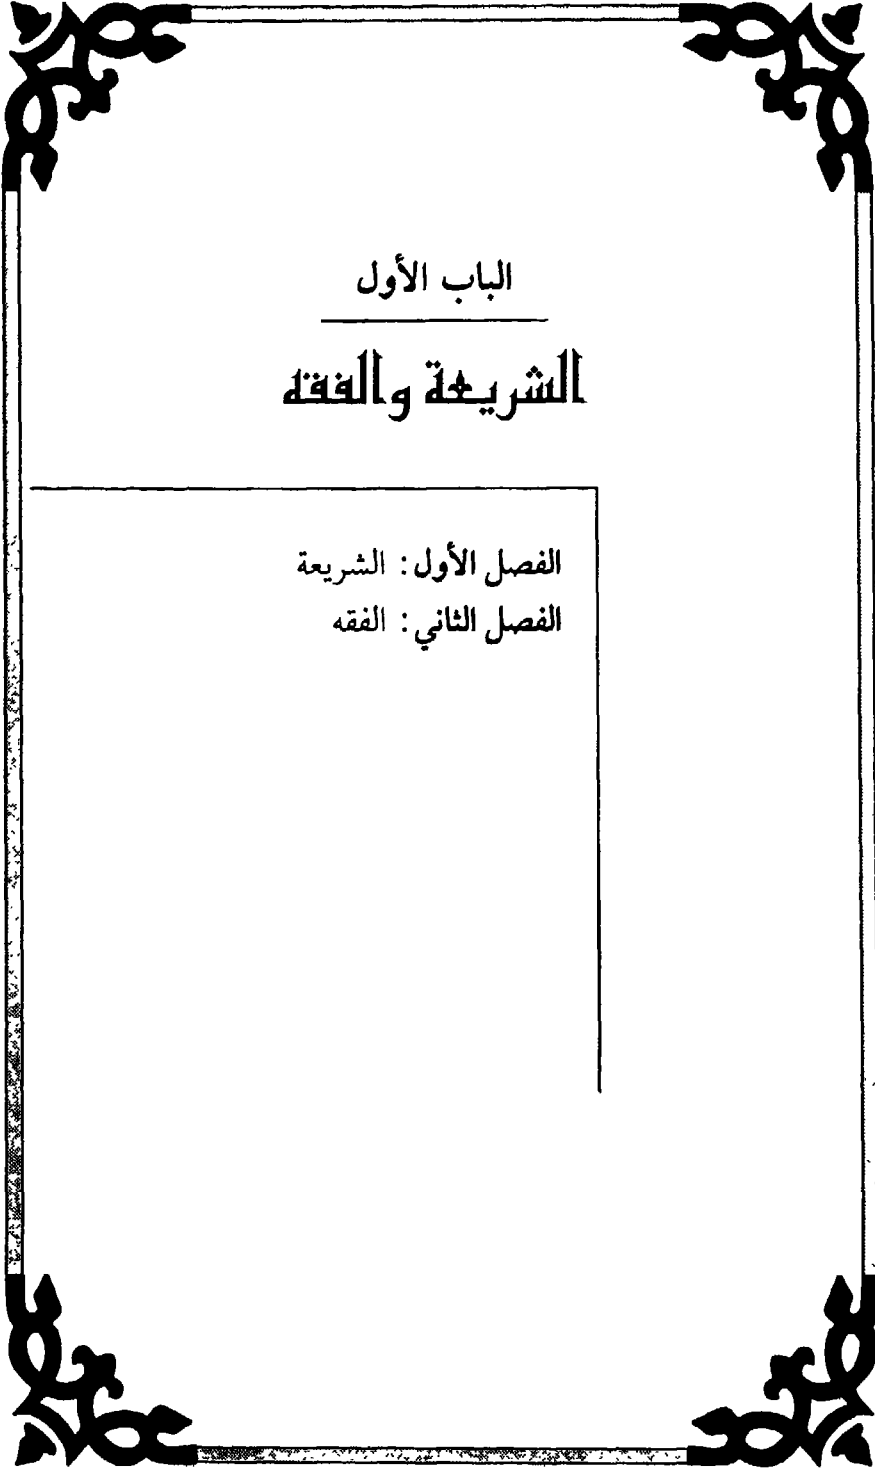 الباب الأول
الشريعة والفقه
الفصل الأول : الشريعة
الفصل الثاني : الفقه